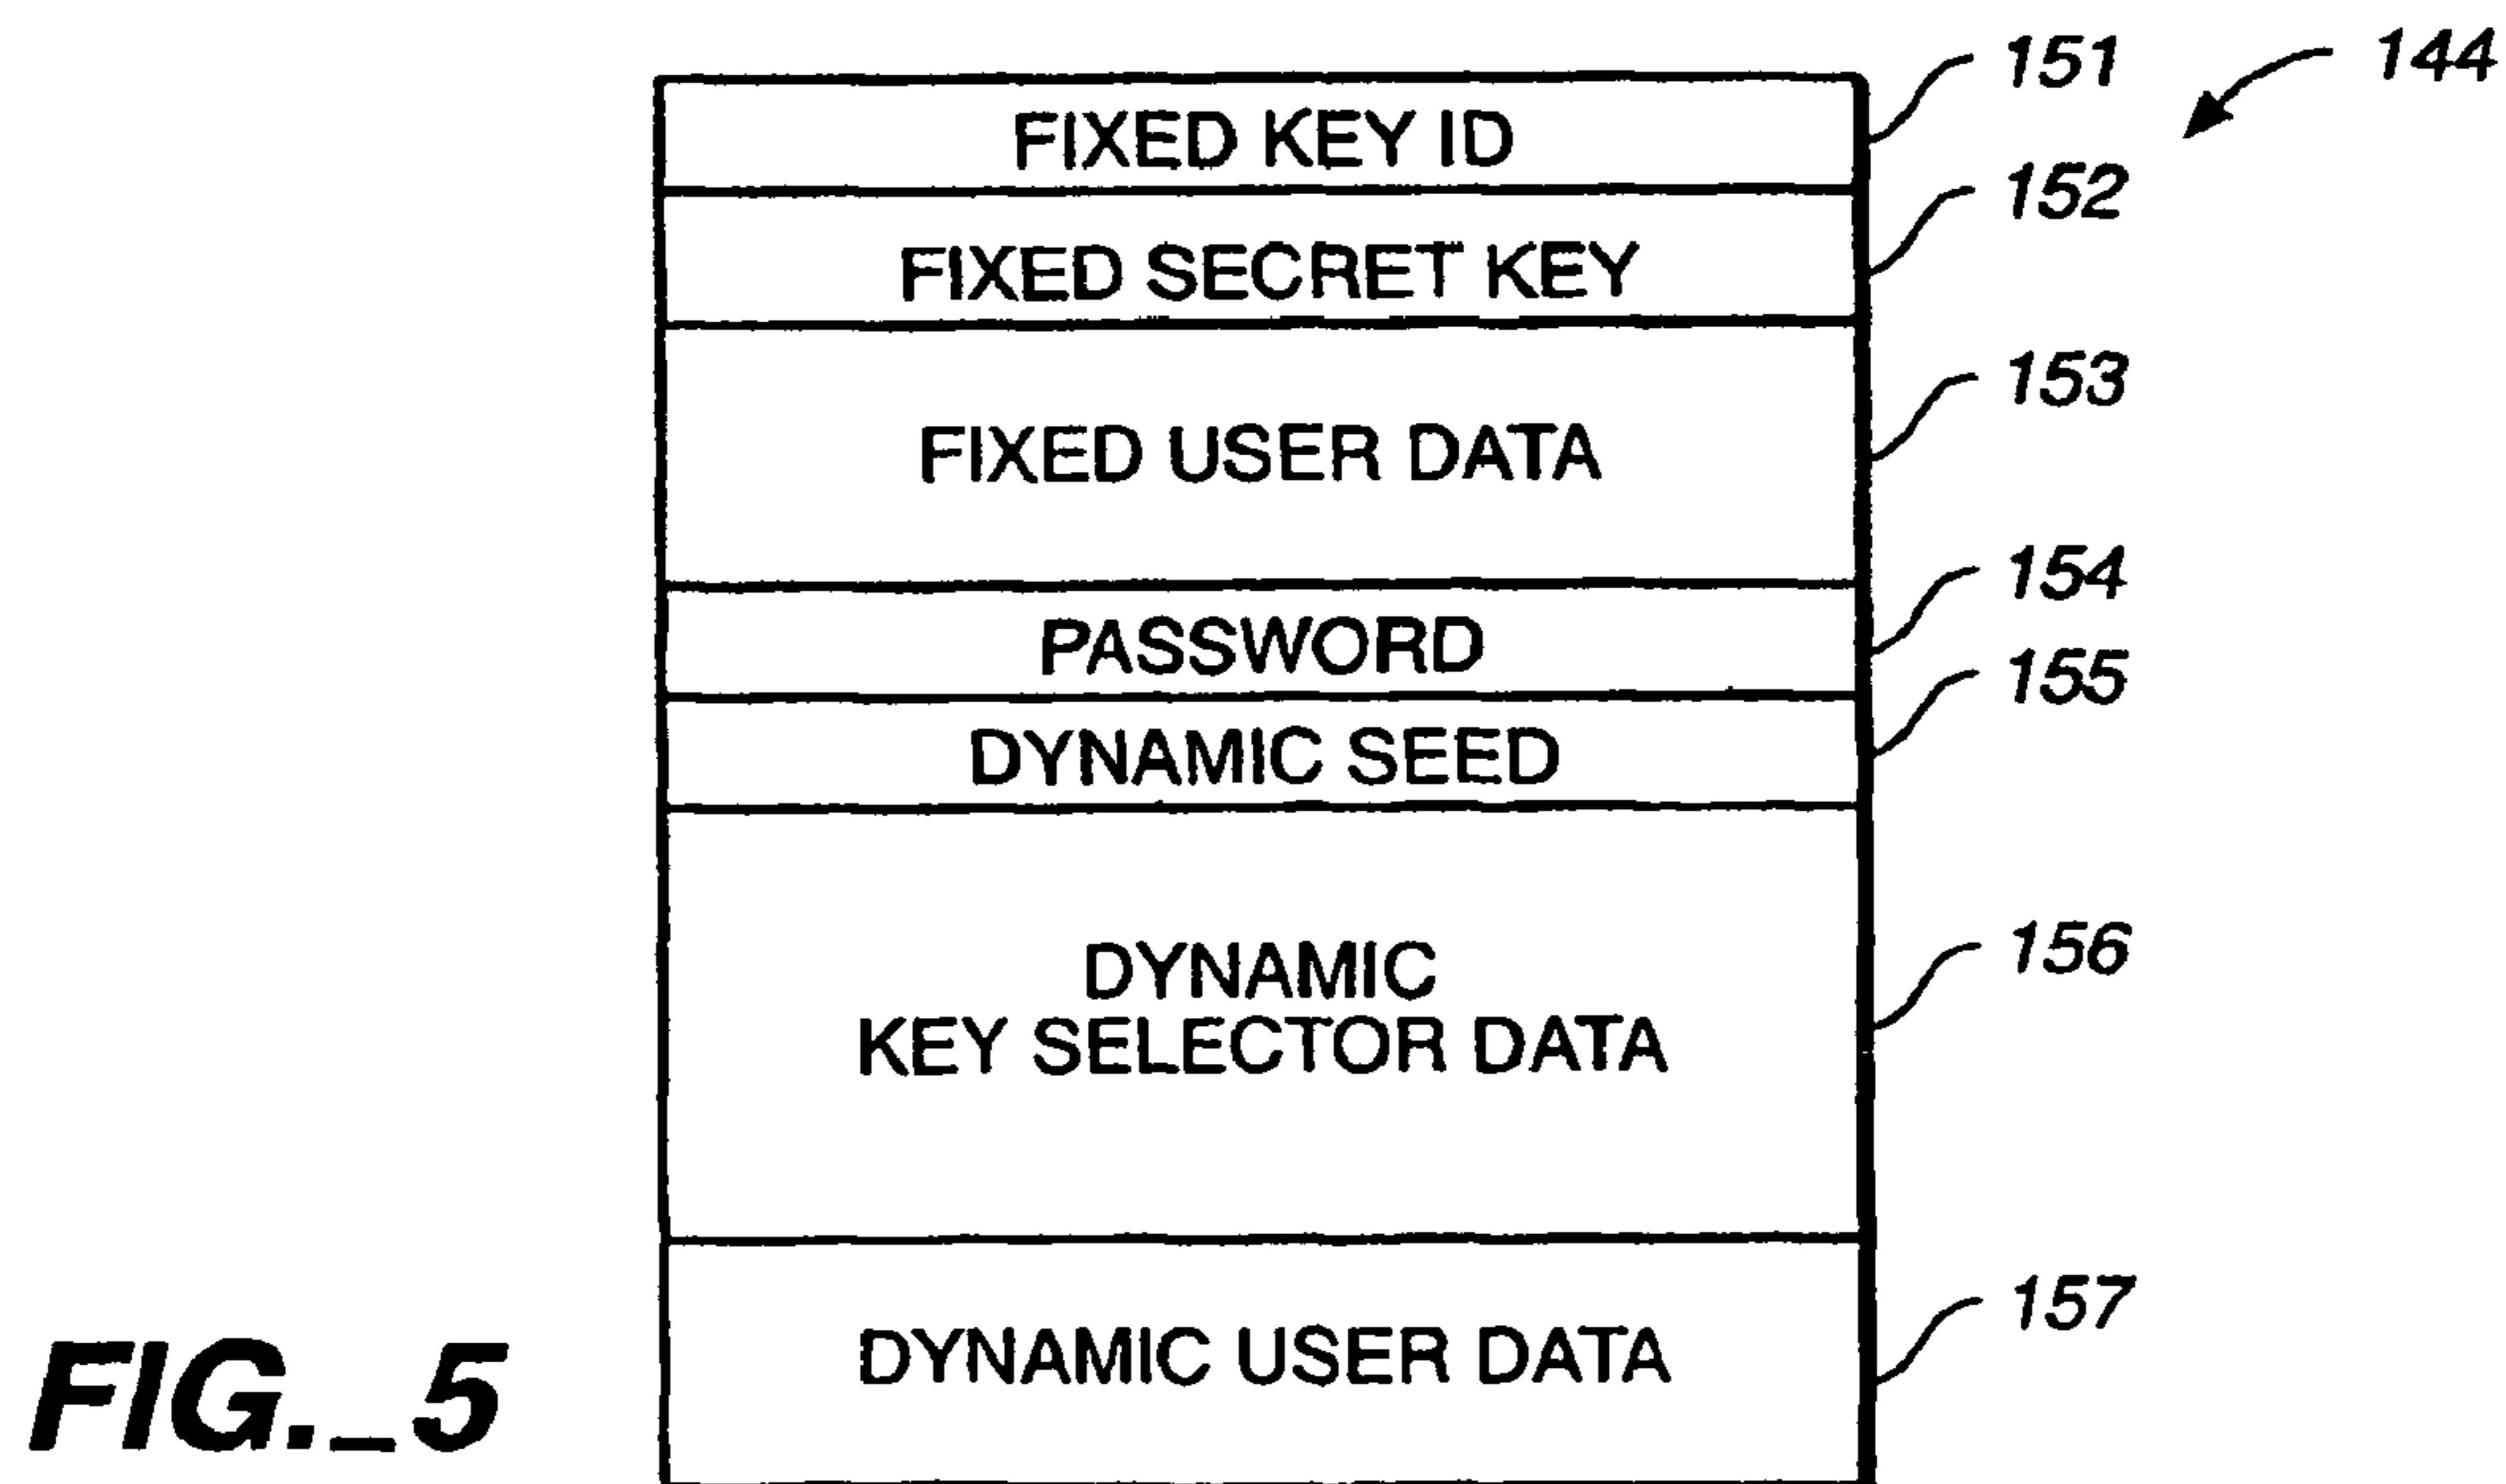 151
144
FIXED KEY ID
152
FIXED SECRET KEY
153
FIXED USER DATA
154
PASSWORD
155
DYNAMIC SEED
156
DYNAMIC
KEY SELECTOR DATA
157
DYNAMIC USER DATA
FIG._5